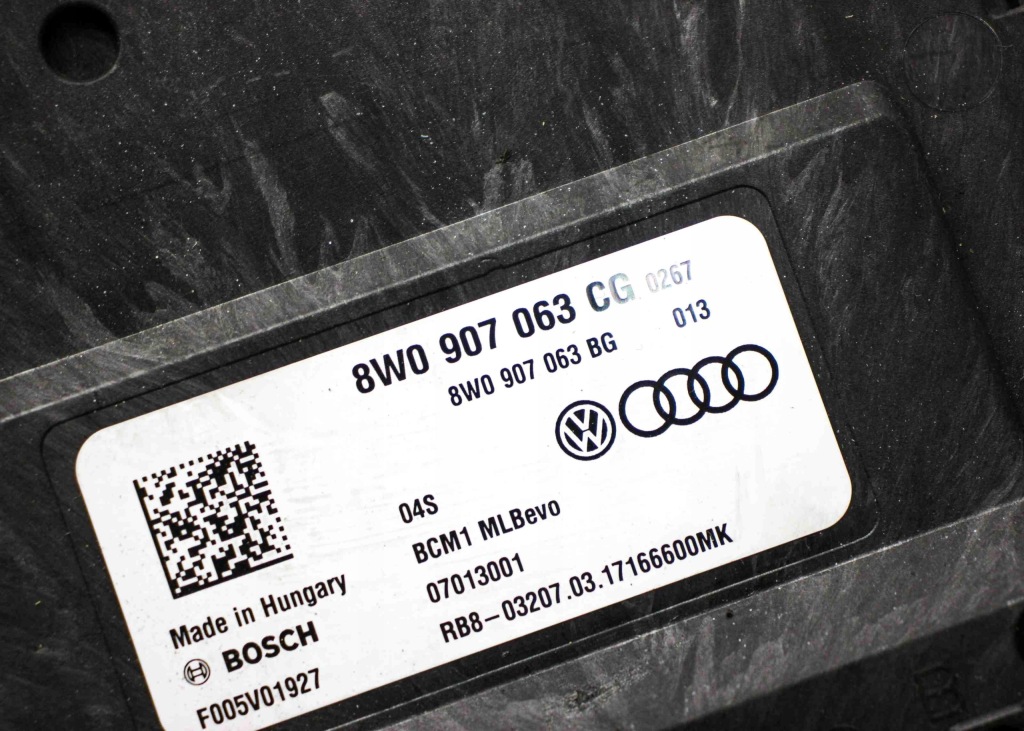 8W0 907 063 CG 0267
8W0 907 063 BG 013
04S
BCM1 MLBevo
07013001
RB8-03207.03.17166600MK
Made in Hungary
BOSCH
F005V01927